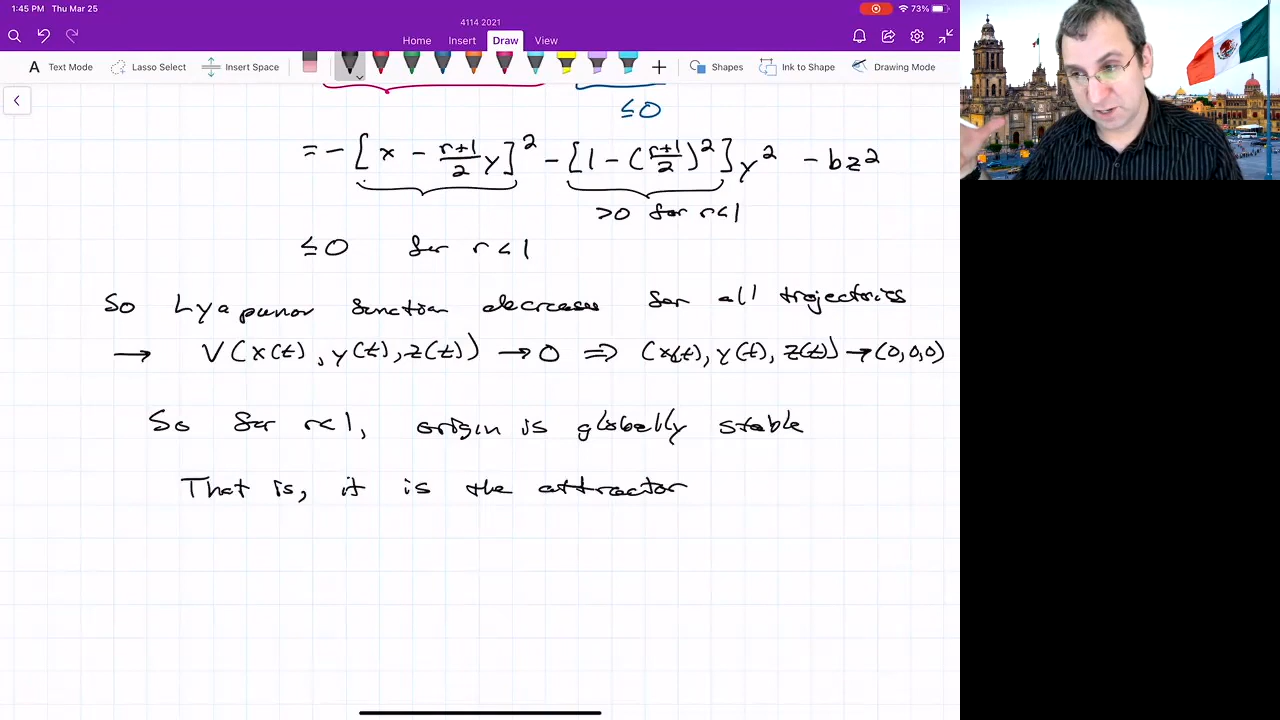 1:45 PM Thu Mar 25
73%
4114 2021
Home Insert Draw View
Text Mode Lasso Select Insert Space Shapes Ink to Shape Drawing Mode
≤ 0
= - [ x - r+1/2 y ]² - [ 1 - (r+1/2)² ] y² - bz²
>0 for r<1
≤ 0 for r < 1
So Lyapunov function decreases for all trajectories
→ V(x(t), y(t), z(t)) → 0 ⇒ (x(t), y(t), z(t)) → (0,0,0)
So for r<1, origin is globally stable
That is, it is the attractor